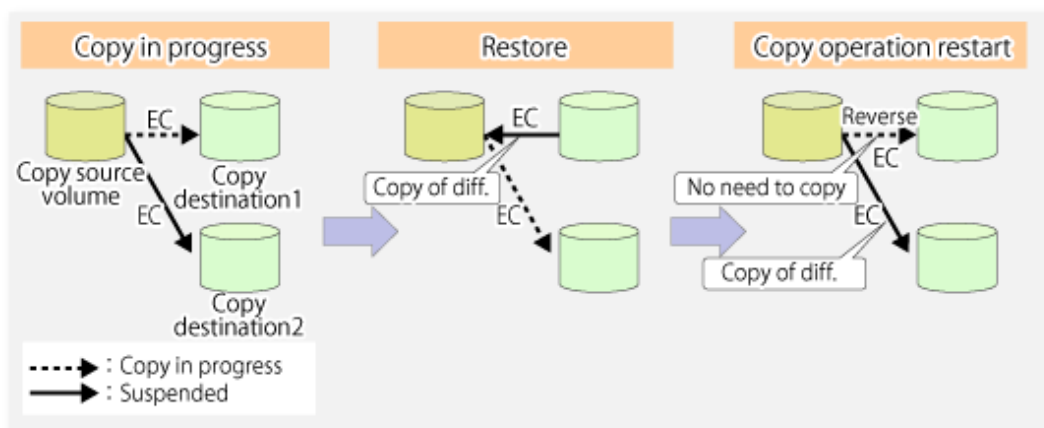 Copy in progress
EC
Copy source
volume
Copy
destination1
EC
Copy
destination2
Restore
EC
Copy of diff.
EC
Copy operation restart
Reverse
EC
No need to copy
EC
Copy of diff.
: Copy in progress
: Suspended